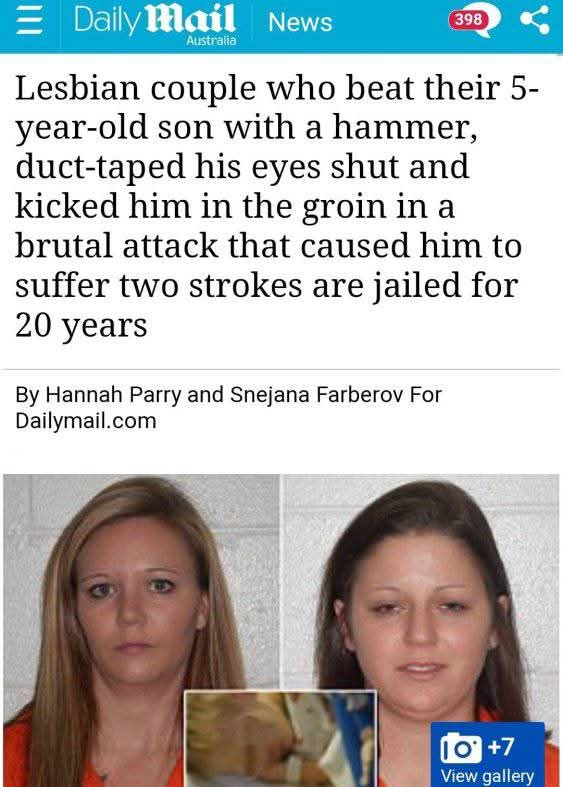 Daily Mail
Australia
News
398
Lesbian couple who beat their 5-
year-old son with a hammer,
duct-taped his eyes shut and
kicked him in the groin in a
brutal attack that caused him to
suffer two strokes are jailed for
20 years
By Hannah Parry and Snejana Farberov For
Dailymail.com
+7
View gallery